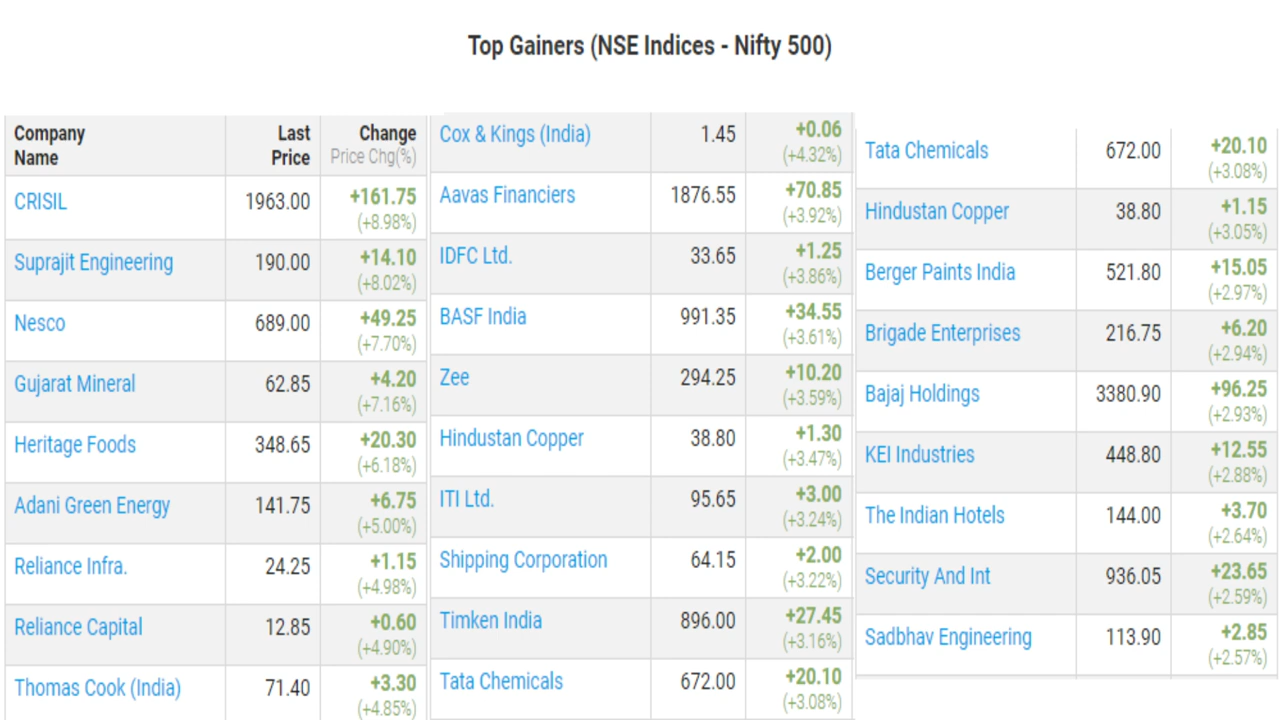 Top Gainers (NSE Indices - Nifty 500)
Company Name Last Price Change Price Chg(%)
CRISIL 1963.00 +161.75 (+8.98%)
Suprajit Engineering 190.00 +14.10 (+8.02%)
Nesco 689.00 +49.25 (+7.70%)
Gujarat Mineral 62.85 +4.20 (+7.16%)
Heritage Foods 348.65 +20.30 (+6.18%)
Adani Green Energy 141.75 +6.75 (+5.00%)
Reliance Infra. 24.25 +1.15 (+4.98%)
Reliance Capital 12.85 +0.60 (+4.90%)
Thomas Cook (India) 71.40 +3.30 (+4.85%)
Cox & Kings (India) 1.45 +0.06 (+4.32%)
Aavas Financiers 1876.55 +70.85 (+3.92%)
IDFC Ltd. 33.65 +1.25 (+3.86%)
BASF India 991.35 +34.55 (+3.61%)
Zee 294.25 +10.20 (+3.59%)
Hindustan Copper 38.80 +1.30 (+3.47%)
ITI Ltd. 95.65 +3.00 (+3.24%)
Shipping Corporation 64.15 +2.00 (+3.22%)
Timken India 896.00 +27.45 (+3.16%)
Tata Chemicals 672.00 +20.10 (+3.08%)
Tata Chemicals 672.00 +20.10 (+3.08%)
Hindustan Copper 38.80 +1.15 (+3.05%)
Berger Paints India 521.80 +15.05 (+2.97%)
Brigade Enterprises 216.75 +6.20 (+2.94%)
Bajaj Holdings 3380.90 +96.25 (+2.93%)
KEI Industries 448.80 +12.55 (+2.88%)
The Indian Hotels 144.00 +3.70 (+2.64%)
Security And Int 936.05 +23.65 (+2.59%)
Sadbhav Engineering 113.90 +2.85 (+2.57%)